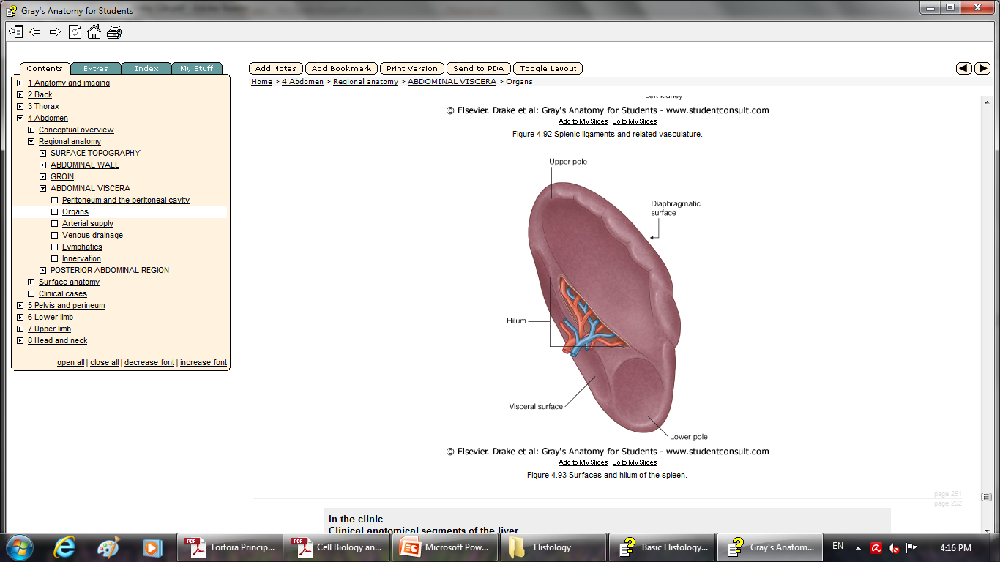 Gray's Anatomy for Students
Contents
Extras
Index
My Stuff
1 Anatomy and imaging
2 Back
3 Thorax
4 Abdomen
Conceptual overview
Regional anatomy
SURFACE TOPOGRAPHY
ABDOMINAL WALL
GROIN
ABDOMINAL VISCERA
Peritoneum and the peritoneal cavity
Organs
Arterial supply
Venous drainage
Lymphatics
Innervation
POSTERIOR ABDOMINAL REGION
Surface anatomy
Clinical cases
5 Pelvis and perineum
6 Lower limb
7 Upper limb
8 Head and neck
open all | close all | decrease font | increase font
Add Notes
Add Bookmark
Print Version
Send to PDA
Toggle Layout
Home > 4 Abdomen > Regional anatomy > ABDOMINAL VISCERA > Organs
Left kidney
© Elsevier. Drake et al: Gray's Anatomy for Students - www.studentconsult.com
Add to My Slides Go to My Slides
Figure 4.92 Splenic ligaments and related vasculature.
Upper pole
Diaphragmatic
surface
Hilum
Visceral surface
Lower pole
© Elsevier. Drake et al: Gray's Anatomy for Students - www.studentconsult.com
Add to My Slides Go to My Slides
Figure 4.93 Surfaces and hilum of the spleen.
page 291
page 292
In the clinic
Clinical anatomical segments of the liver
Tortora Princip...
Cell Biology an...
Microsoft Pow...
Histology
Basic Histology...
Gray's Anatom...
EN
4:16 PM